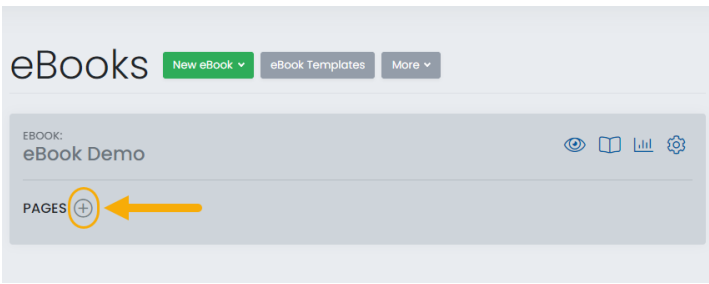 eBooks
New eBook
eBook Templates
More
EBOOK:
eBook Demo
PAGES